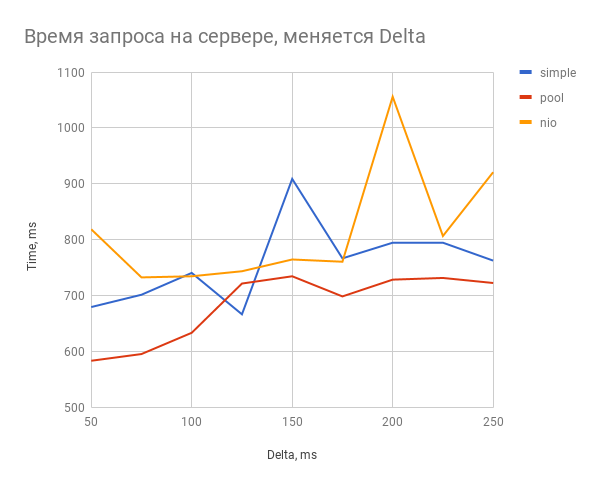 Время запроса на сервере, меняется Delta
simple
pool
nio
1100
1000
900
800
700
600
500
50
100
150
200
250
Time, ms
Delta, ms